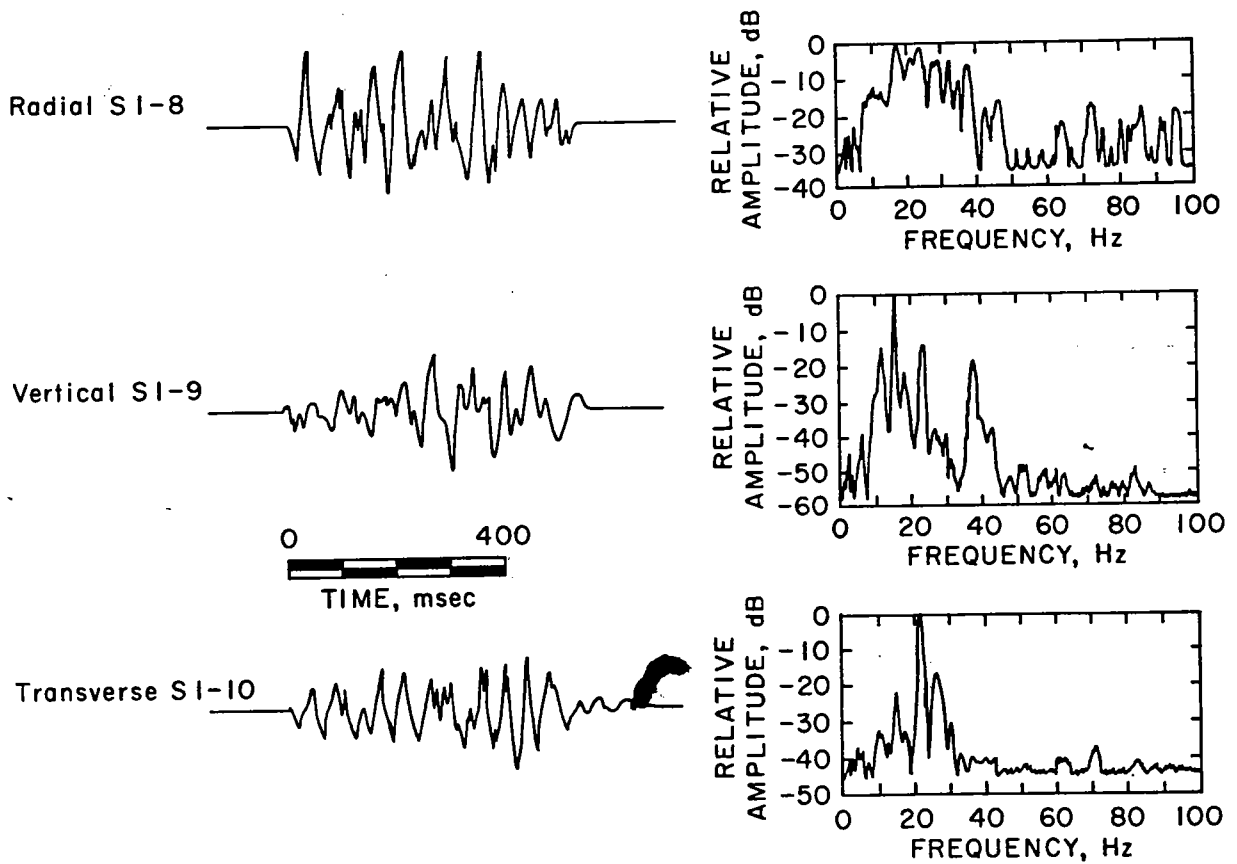 Radial S1-8
RELATIVE
AMPLITUDE, dB
0
-10
-20
-30
-40
0 20 40 60 80 100
FREQUENCY, Hz
Vertical S1-9
RELATIVE
AMPLITUDE, dB
0
-10
-20
-30
-40
-50
-60
0 20 40 60 80 100
FREQUENCY, Hz
0 400
TIME, msec
Transverse S1-10
RELATIVE
AMPLITUDE, dB
0
-10
-20
-30
-40
-50
0 20 40 60 80 100
FREQUENCY, Hz